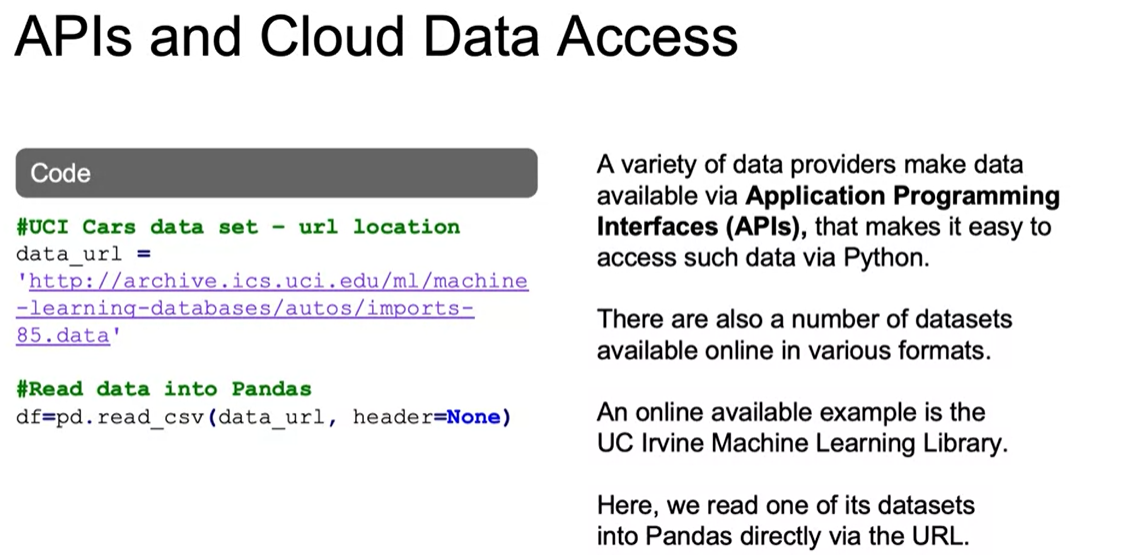 APIs and Cloud Data Access
Code
#UCI Cars data set – url location
data_url =
'http://archive.ics.uci.edu/ml/machine
-learning-databases/autos/imports-
85.data'
#Read data into Pandas
df=pd.read_csv(data_url, header=None)
A variety of data providers make data
available via Application Programming
Interfaces (APIs), that makes it easy to
access such data via Python.
There are also a number of datasets
available online in various formats.
An online available example is the
UC Irvine Machine Learning Library.
Here, we read one of its datasets
into Pandas directly via the URL.